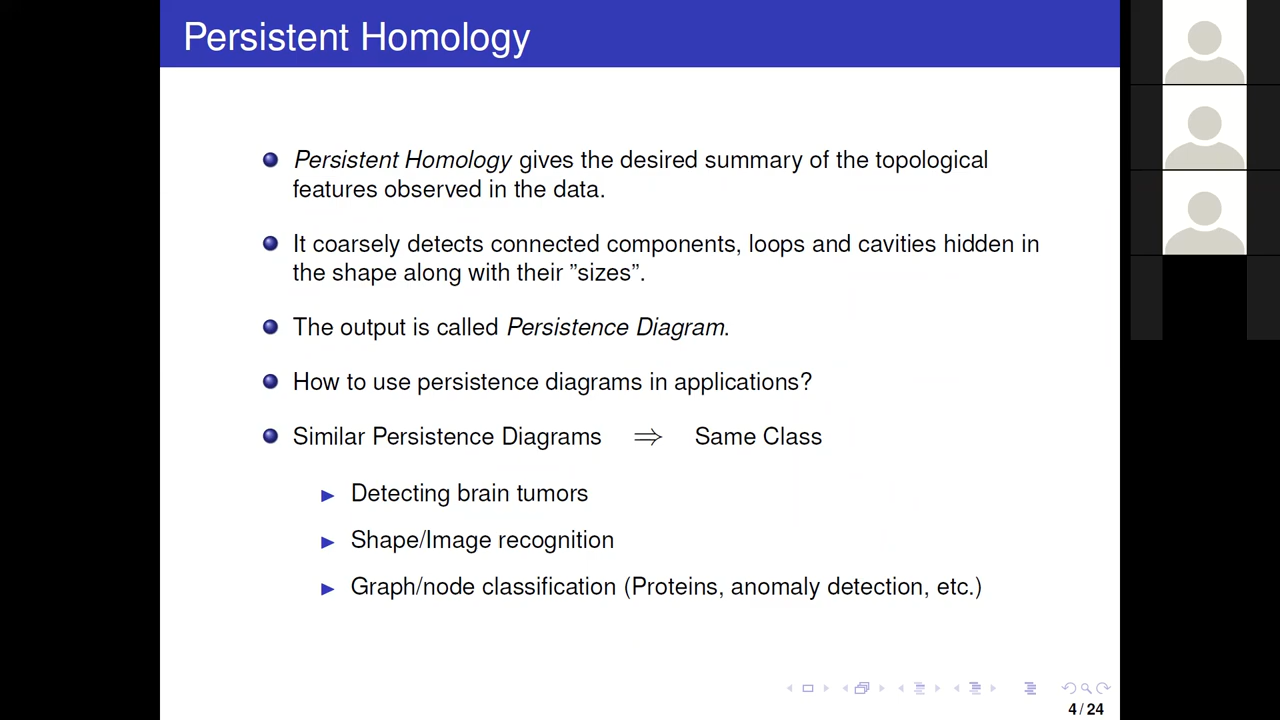 Persistent Homology
Persistent Homology gives the desired summary of the topological
features observed in the data.
It coarsely detects connected components, loops and cavities hidden in
the shape along with their ”sizes”.
The output is called Persistence Diagram.
How to use persistence diagrams in applications?
Similar Persistence Diagrams ⇒ Same Class
Detecting brain tumors
Shape/Image recognition
Graph/node classification (Proteins, anomaly detection, etc.)
4 / 24